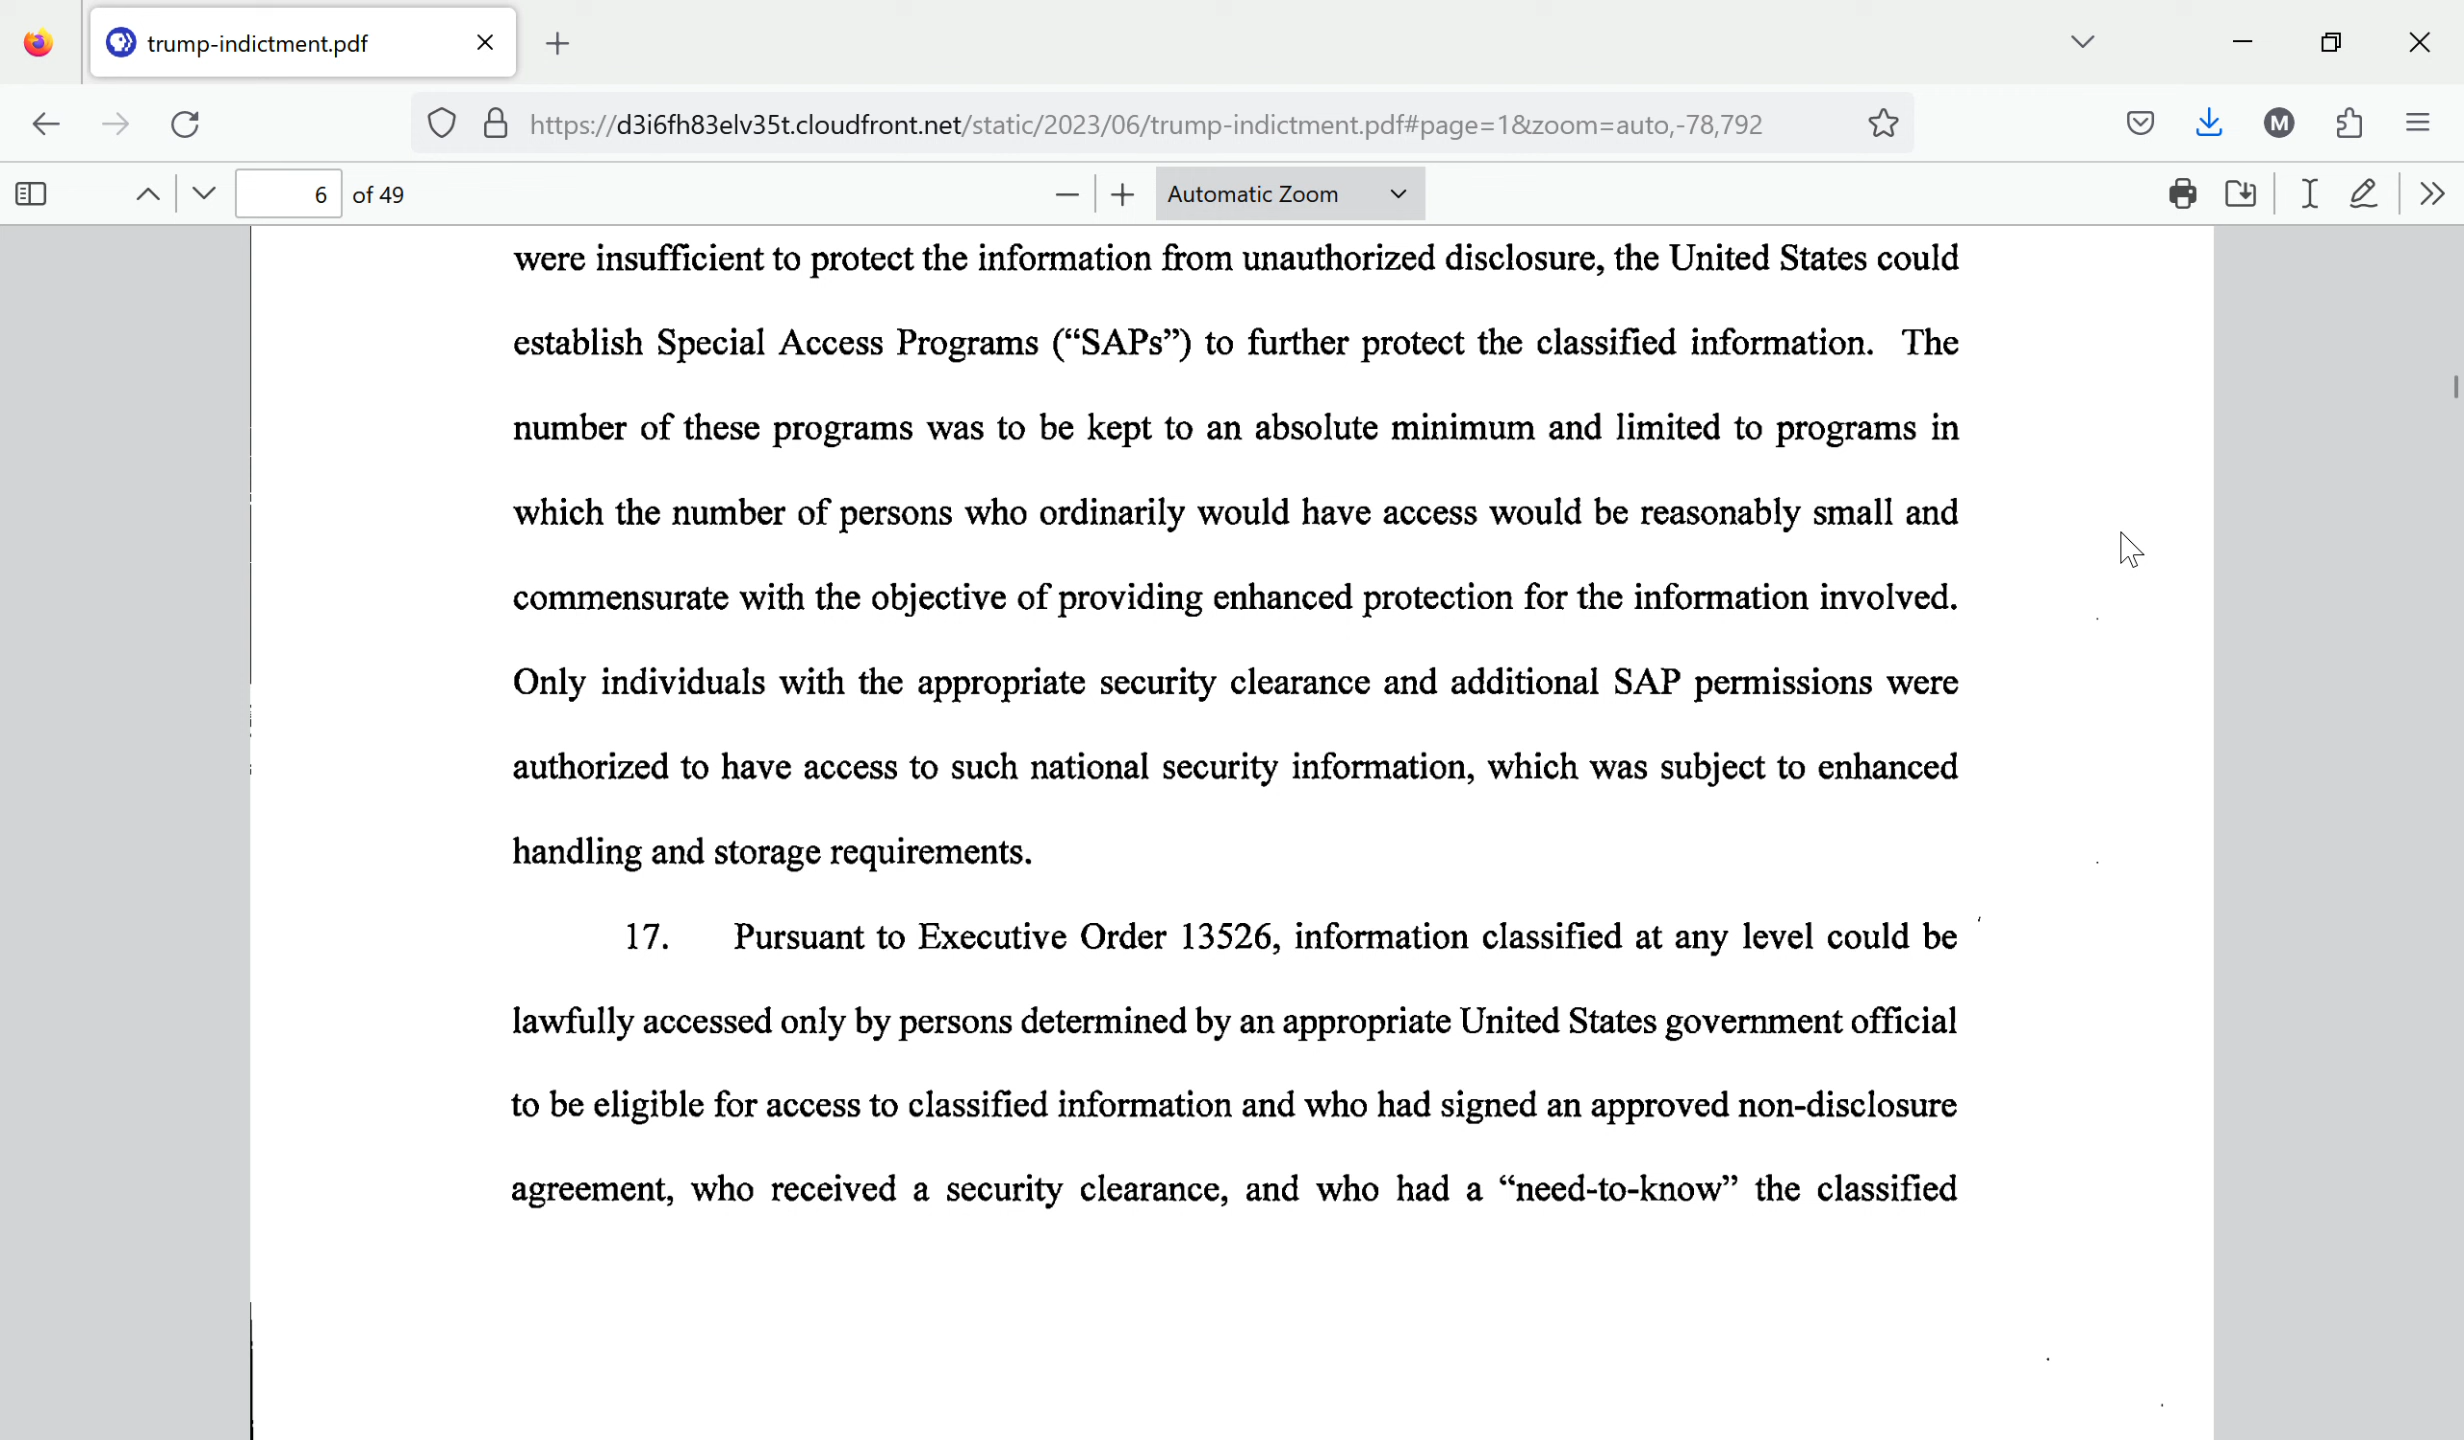 trump-indictment.pdf
https://d3i6fh83elv35t.cloudfront.net/static/2023/06/trump-indictment.pdf#page=1&zoom=auto,-78,792
M
6 of 49
Automatic Zoom
were insufficient to protect the information from unauthorized disclosure, the United States could
establish Special Access Programs (“SAPs”) to further protect the classified information. The
number of these programs was to be kept to an absolute minimum and limited to programs in
which the number of persons who ordinarily would have access would be reasonably small and
commensurate with the objective of providing enhanced protection for the information involved.
Only individuals with the appropriate security clearance and additional SAP permissions were
authorized to have access to such national security information, which was subject to enhanced
handling and storage requirements.
17. Pursuant to Executive Order 13526, information classified at any level could be
lawfully accessed only by persons determined by an appropriate United States government official
to be eligible for access to classified information and who had signed an approved non-disclosure
agreement, who received a security clearance, and who had a “need-to-know” the classified